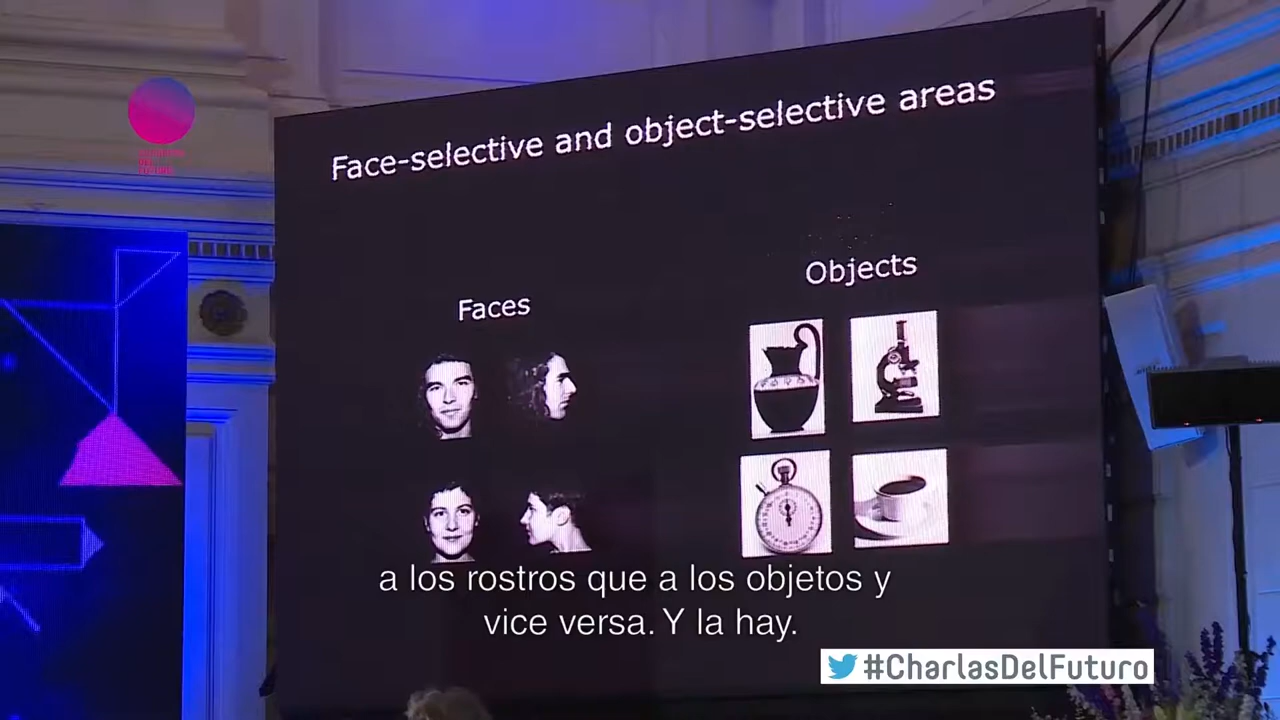 Face-selective and object-selective areas
Objects
Faces
a los rostros que a los objetos y
vice versa. Y la hay.
#CharlasDelFuturo